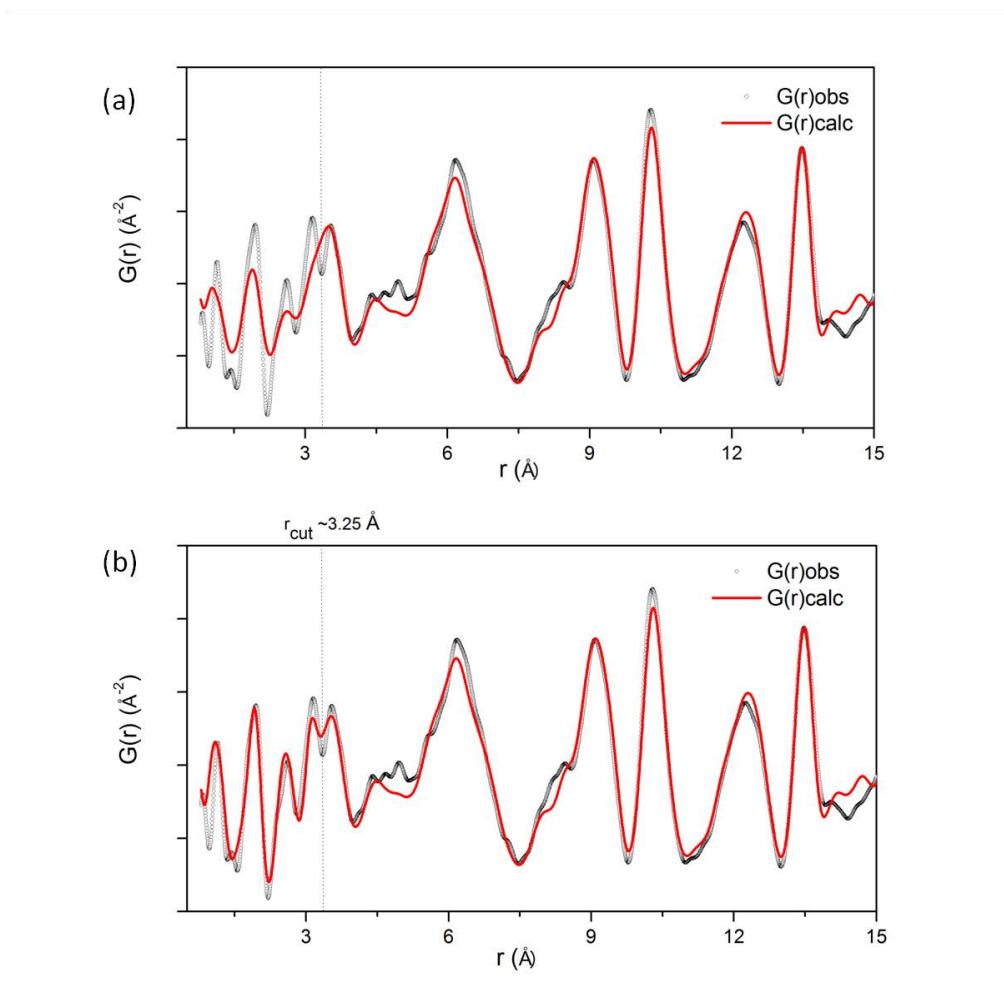 (a)
G(r)obs
G(r)calc
G(r) (Å⁻²)
3 6 9 12 15
r (Å)
r_cut ~3.25 Å
(b)
G(r)obs
G(r)calc
G(r) (Å⁻²)
3 6 9 12 15
r (Å)